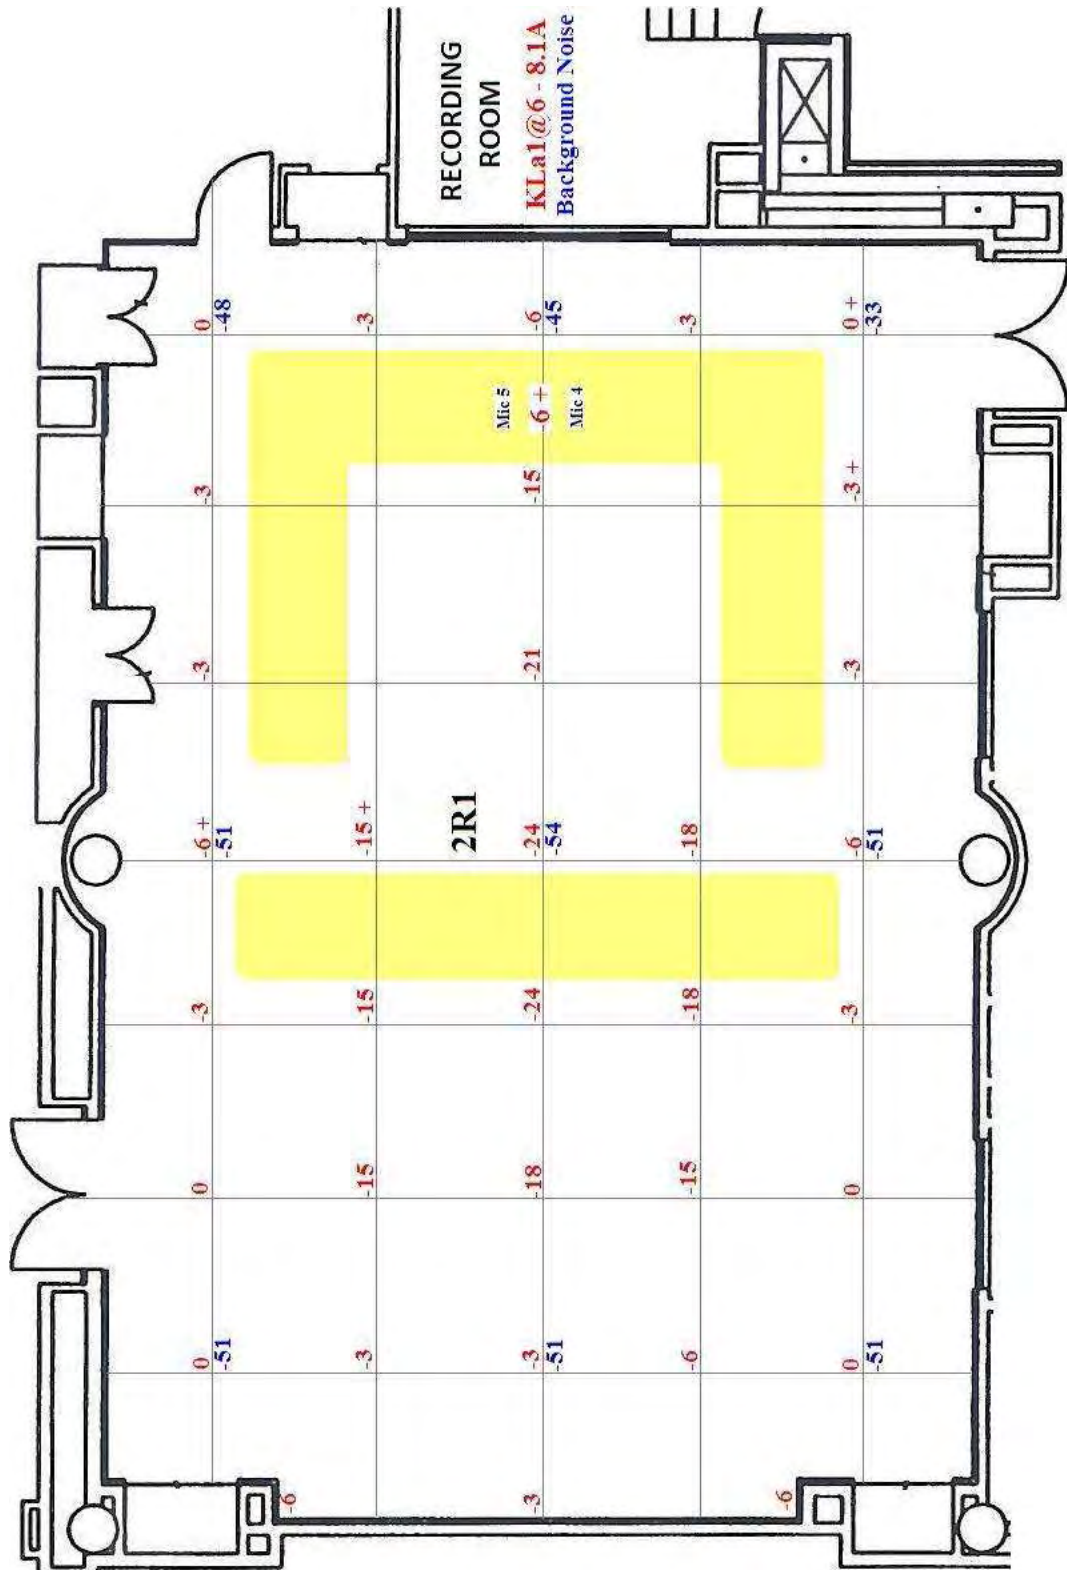 0 0 -3 -6 + -3 -3 0
-51 -51 -48
-6
-3 -15 -15 -15 + -3
RECORDING
2R1 ROOM
Mic 5
-3 -3 -18 -24 -24 -21 -15 -6 + -6 KLa1@6 - 8.1A
-51 -54 -45 Background Noise
Mic 4
-6 -15 -18 -18 -3
-6
0 0 -3 -6 -3 -3 + 0 +
-51 -51 -33